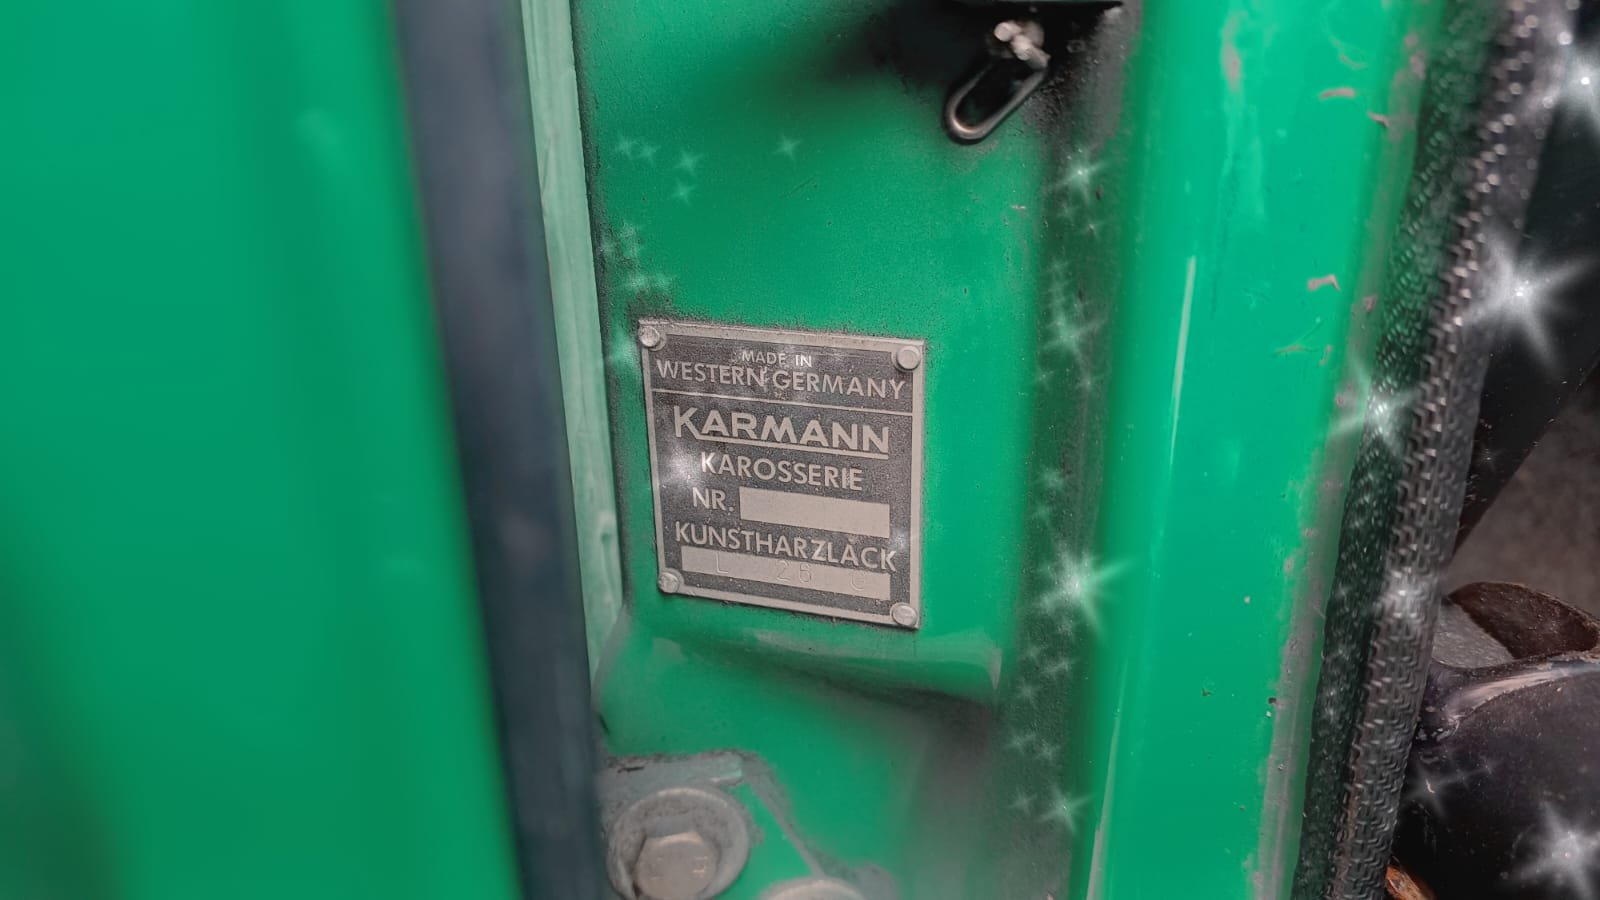 MADE IN
WESTERN GERMANY
KARMANN
KAROSSERIE
NR.
KUNSTHARZLACK
L 26